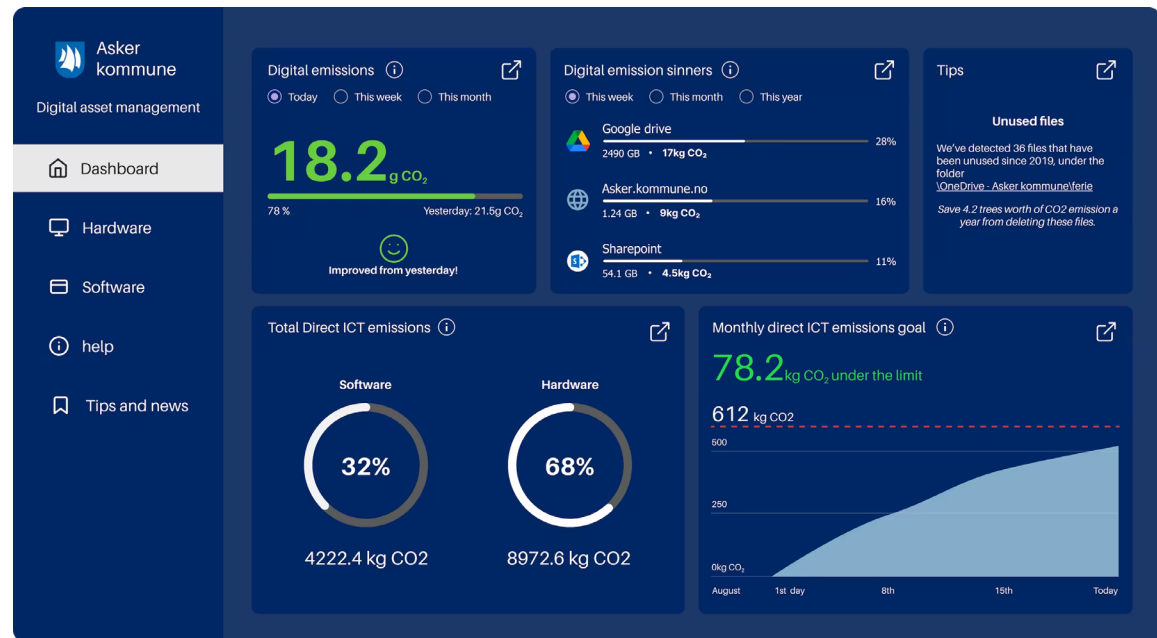 Asker
kommune
Digital asset management
Dashboard
Hardware
Software
help
Tips and news
Digital emissions
Today This week This month
18.2 g CO₂
78 % Yesterday: 21.5g CO₂
Improved from yesterday!
Digital emission sinners
This week This month This year
Google drive
28%
2490 GB • 17kg CO₂
Asker.kommune.no
16%
1.24 GB • 9kg CO₂
Sharepoint
11%
54.1 GB • 4.5kg CO₂
Tips
Unused files
We've detected 36 files that have
been unused since 2019, under the
folder
\OneDrive - Asker kommune\ferie
Save 4.2 trees worth of CO2 emission a
year from deleting these files.
Total Direct ICT emissions
Software Hardware
32% 68%
4222.4 kg CO2 8972.6 kg CO2
Monthly direct ICT emissions goal
78.2 kg CO₂ under the limit
612 kg CO2
500
250
0kg CO₂
August 1st day 8th 15th Today